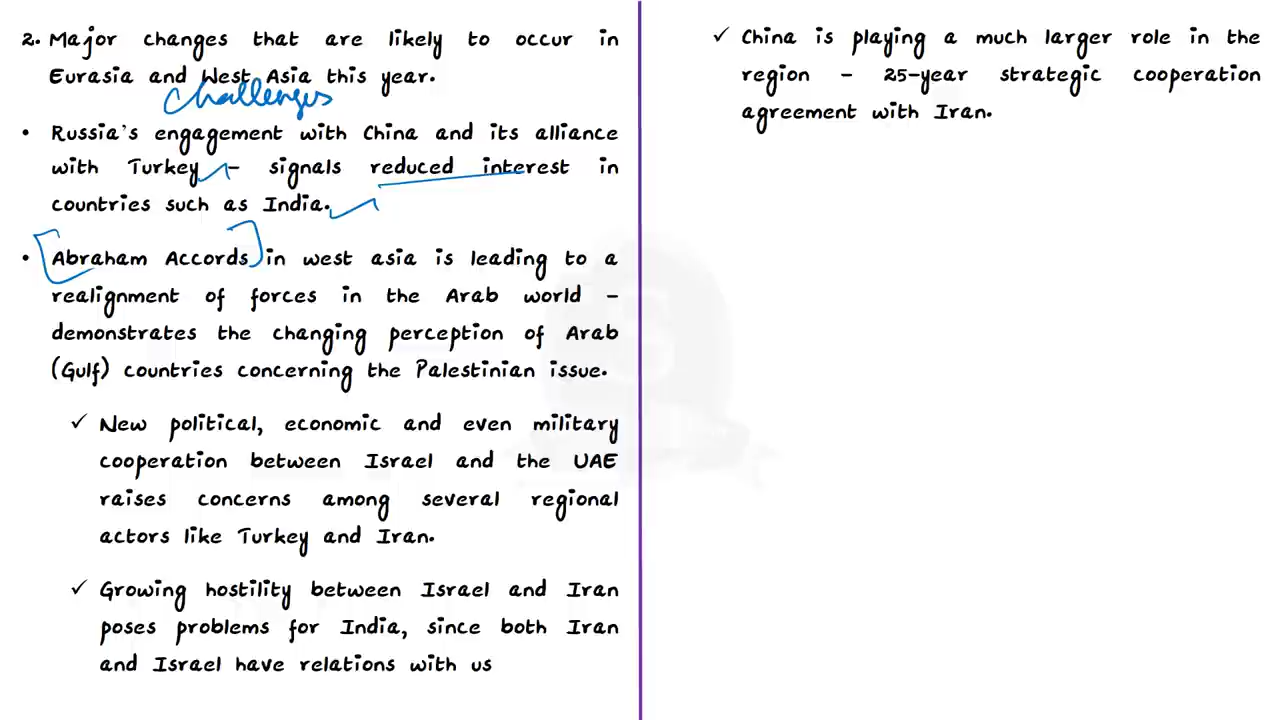 2. Major changes that are likely to occur in
Eurasia and West Asia this year.
challenges
• Russia's engagement with China and its alliance
with Turkey – signals reduced interest in
countries such as India.
• Abraham Accords in west asia is leading to a
realignment of forces in the Arab world –
demonstrates the changing perception of Arab
(Gulf) countries concerning the Palestinian issue.
✓ New political, economic and even military
cooperation between Israel and the UAE
raises concerns among several regional
actors like Turkey and Iran.
✓ Growing hostility between Israel and Iran
poses problems for India, since both Iran
and Israel have relations with us
✓ China is playing a much larger role in the
region – 25-year strategic cooperation
agreement with Iran.